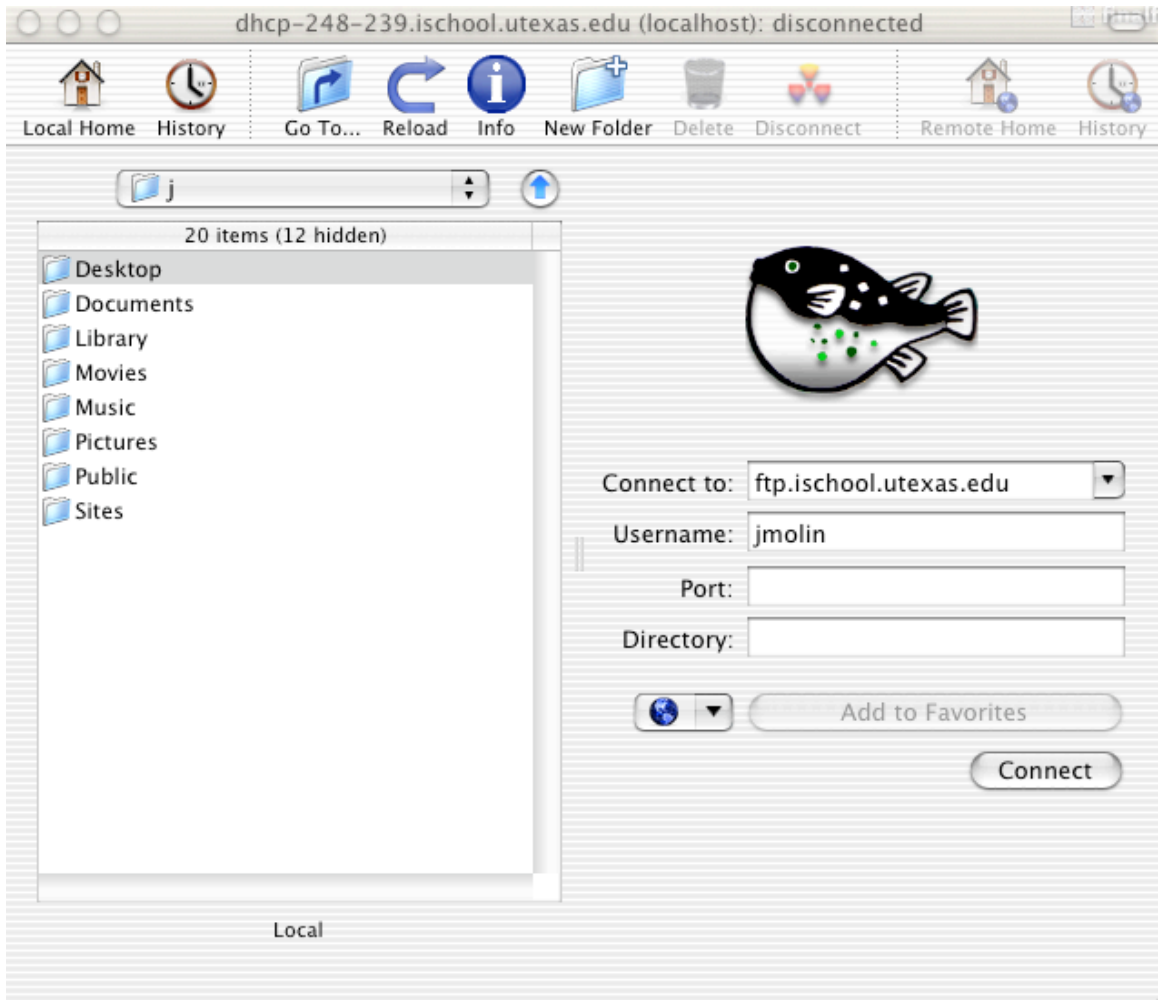 dhcp-248-239.ischool.utexas.edu (localhost): disconnected
Local Home History Go To... Reload Info New Folder Delete Disconnect Remote Home History
j
20 items (12 hidden)
Desktop
Documents
Library
Movies
Music
Pictures
Public
Sites
Local
Connect to: ftp.ischool.utexas.edu
Username: jmolin
Port:
Directory:
Add to Favorites
Connect